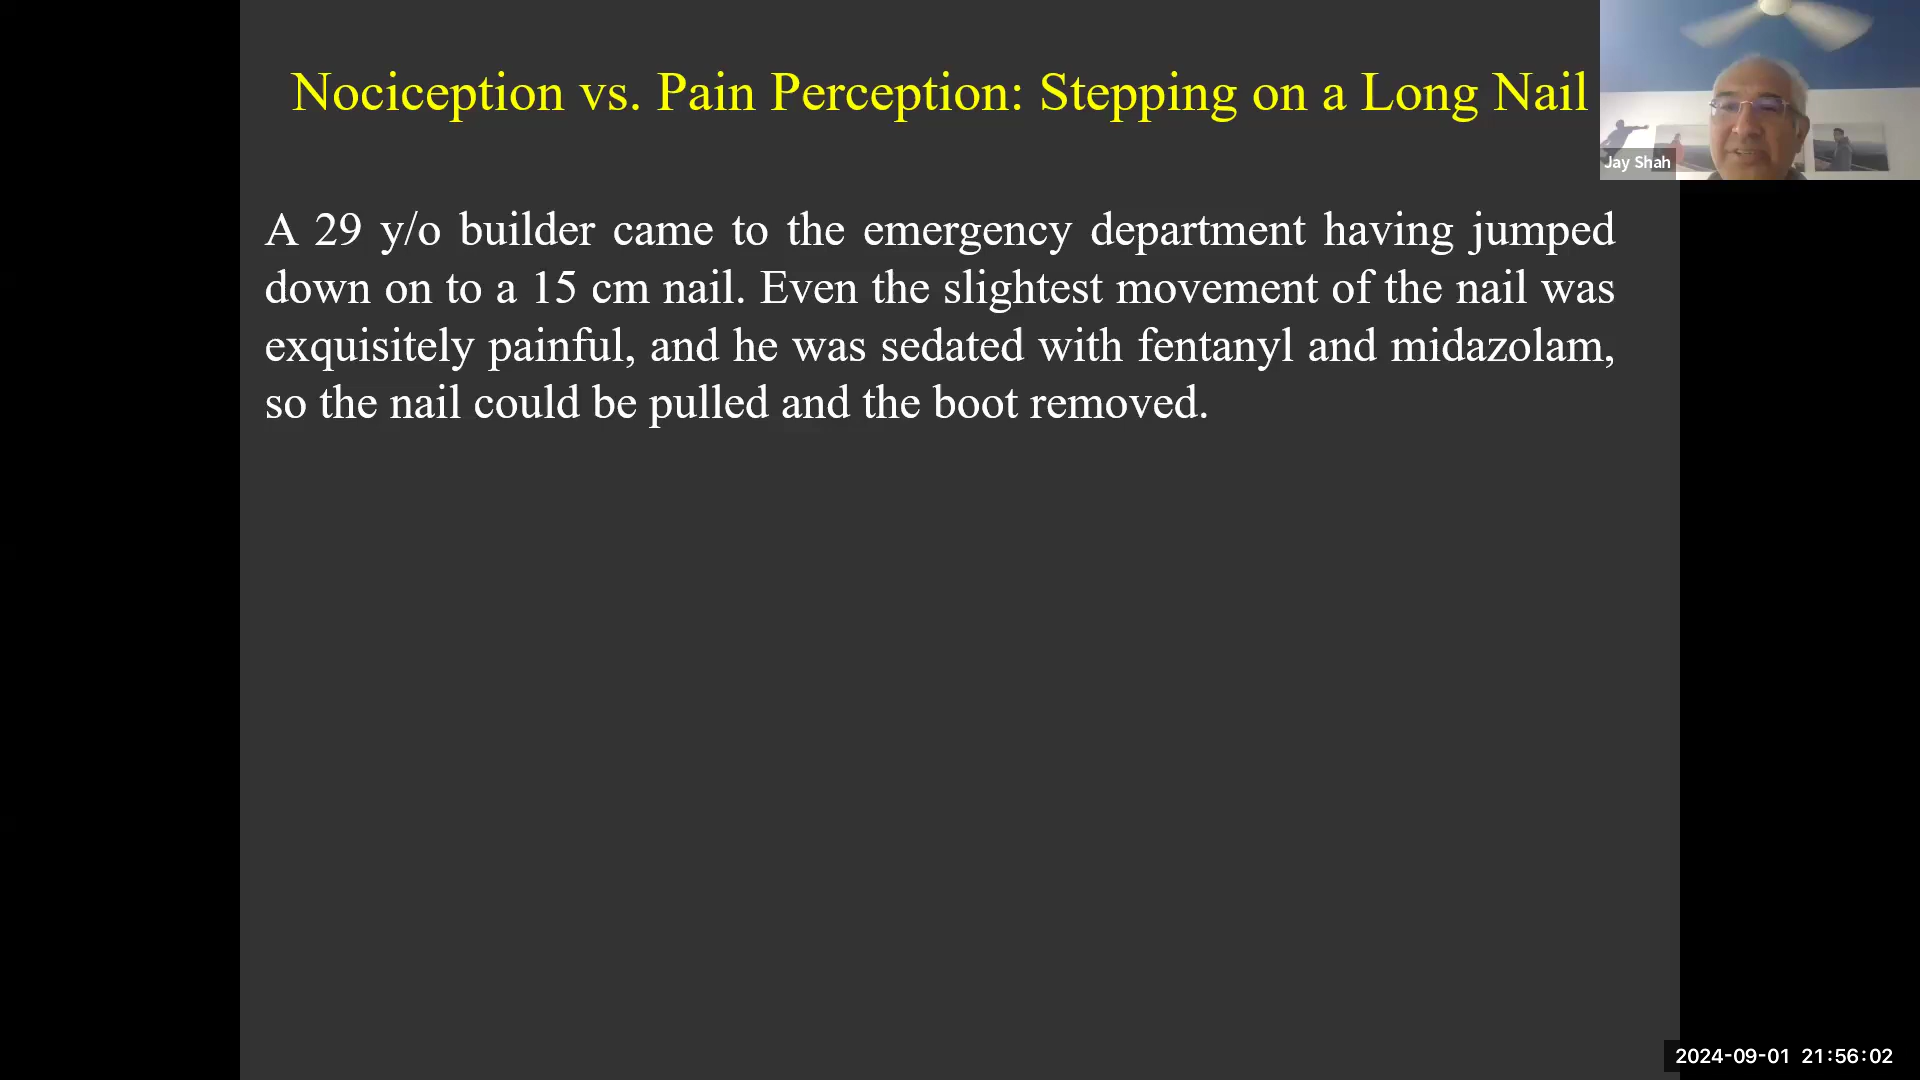 Nociception vs. Pain Perception: Stepping on a Long Nail
Jay Shah
A 29 y/o builder came to the emergency department having jumped
down on to a 15 cm nail. Even the slightest movement of the nail was
exquisitely painful, and he was sedated with fentanyl and midazolam,
so the nail could be pulled and the boot removed.
2024-09-01 21:56:02